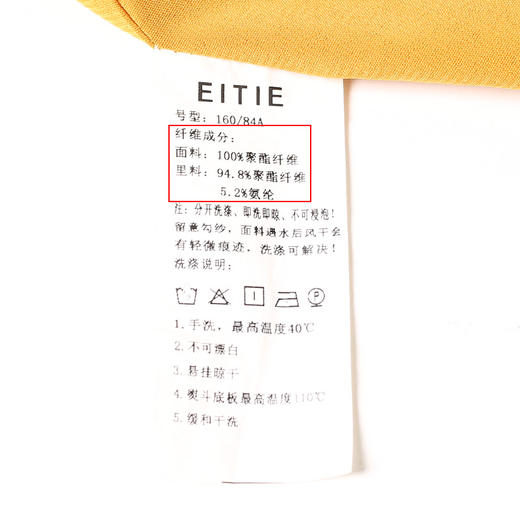 EITIE
号型: 160/84A
纤维成分:
面料: 100%聚酯纤维
里料: 94.8%聚酯纤维
5.2%氨纶
注: 分开洗涤、即洗即晾、不可浸泡!
留意勾纱, 面料遇水后风干会
有轻微痕迹, 洗涤可解决!
洗涤说明:
P
1.手洗, 最高温度40℃
2.不可漂白
3.悬挂晾干
4.熨斗底板最高温度110℃
5.缓和干洗